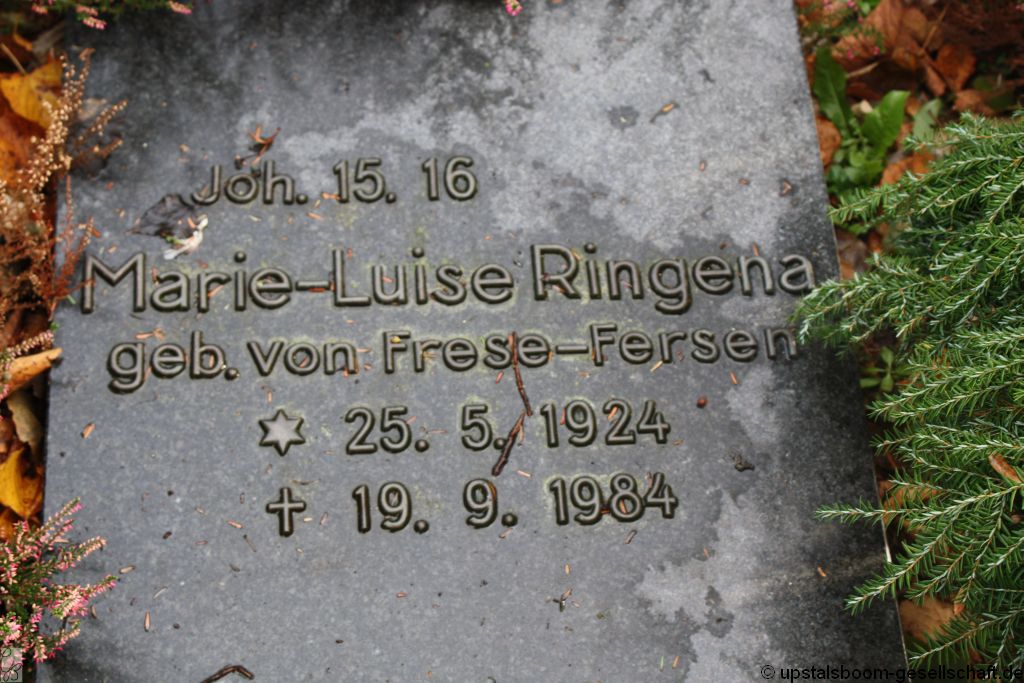 Joh. 15. 16
Marie-Luise Ringena
geb. von Frese-Fersen
25. 5. 1924
✝ 19. 9. 1984
© upstalsboom-gesellschaft.de